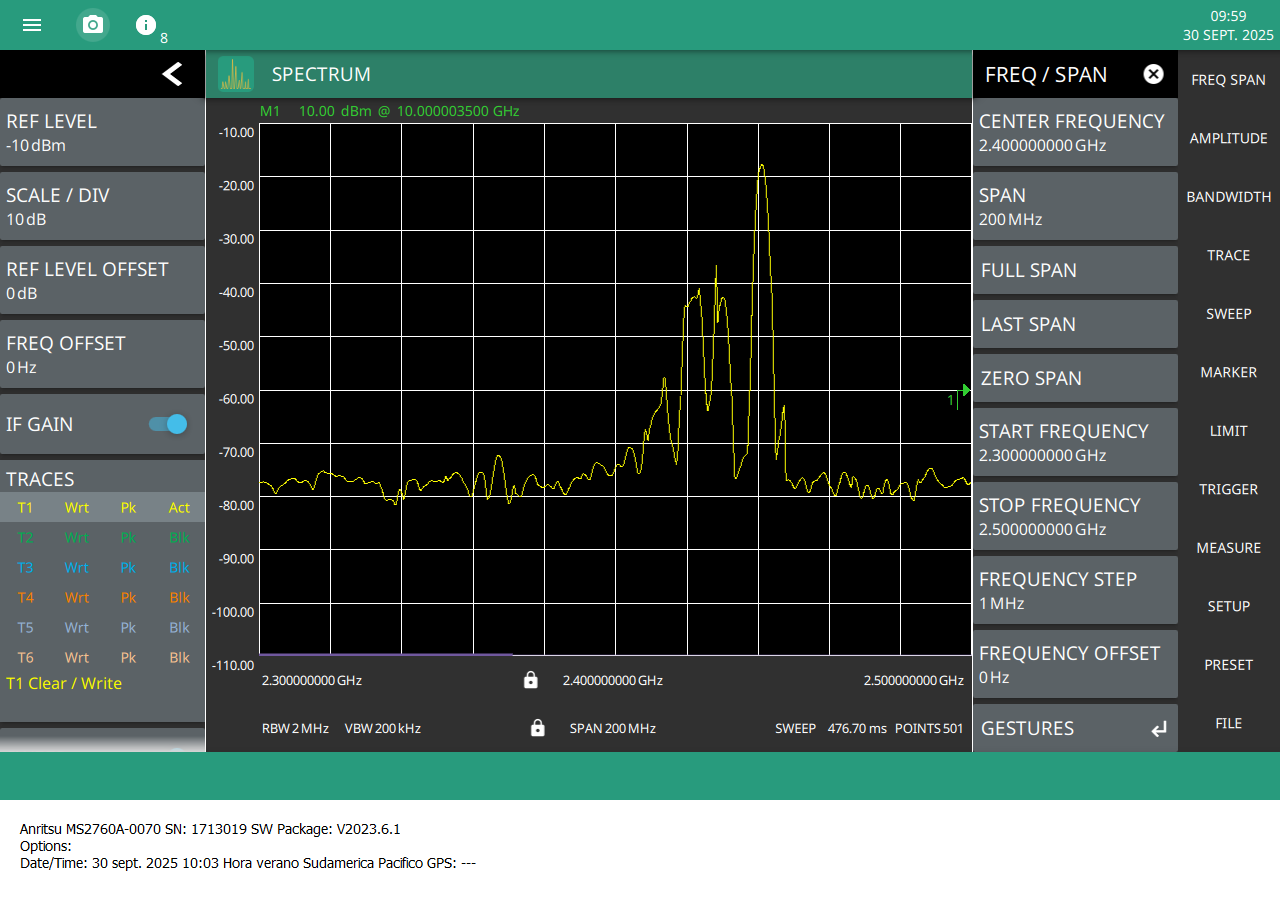 8
09:59
30 SEPT. 2025
REF LEVEL
-10 dBm
SCALE / DIV
10 dB
REF LEVEL OFFSET
0 dB
FREQ OFFSET
0 Hz
IF GAIN
TRACES
T1 Wrt Pk Act
T2 Wrt Pk Blk
T3 Wrt Pk Blk
T4 Wrt Pk Blk
T5 Wrt Pk Blk
T6 Wrt Pk Blk
T1 Clear / Write
SPECTRUM
M1 10.00 dBm @ 10.000003500 GHz
-10.00
-20.00
-30.00
-40.00
-50.00
-60.00
-70.00
-80.00
-90.00
-100.00
-110.00
1
2.300000000 GHz 2.400000000 GHz 2.500000000 GHz
RBW 2 MHz VBW 200 kHz SPAN 200 MHz SWEEP 476.70 ms POINTS 501
FREQ / SPAN
CENTER FREQUENCY
2.400000000 GHz
SPAN
200 MHz
FULL SPAN
LAST SPAN
ZERO SPAN
START FREQUENCY
2.300000000 GHz
STOP FREQUENCY
2.500000000 GHz
FREQUENCY STEP
1 MHz
FREQUENCY OFFSET
0 Hz
GESTURES
FREQ SPAN
AMPLITUDE
BANDWIDTH
TRACE
SWEEP
MARKER
LIMIT
TRIGGER
MEASURE
SETUP
PRESET
FILE
Anritsu MS2760A-0070 SN: 1713019 SW Package: V2023.6.1
Options:
Date/Time: 30 sept. 2025 10:03 Hora verano Sudamerica Pacifico GPS: ---